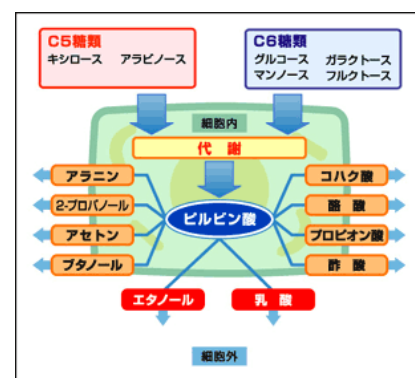 C5糖類
キシロース アラビノース
C6糖類
グルコース ガラクトース
マンノース フルクトース
細胞内
代謝
アラニン
2-プロパノール
アセトン
ブタノール
ピルビン酸
コハク酸
酪酸
プロピオン酸
酢酸
エタノール
乳酸
細胞外